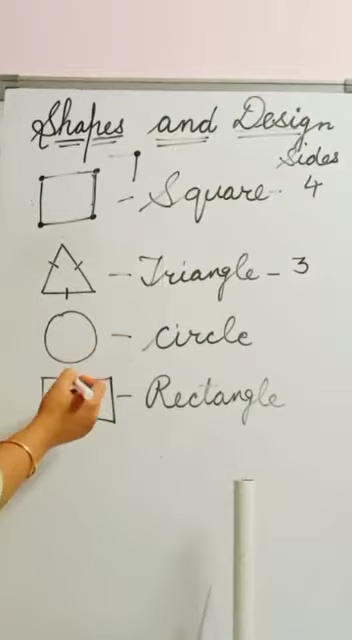 Shapes and Design
Sides
- Square - 4
- Triangle - 3
- Circle
- Rectangle